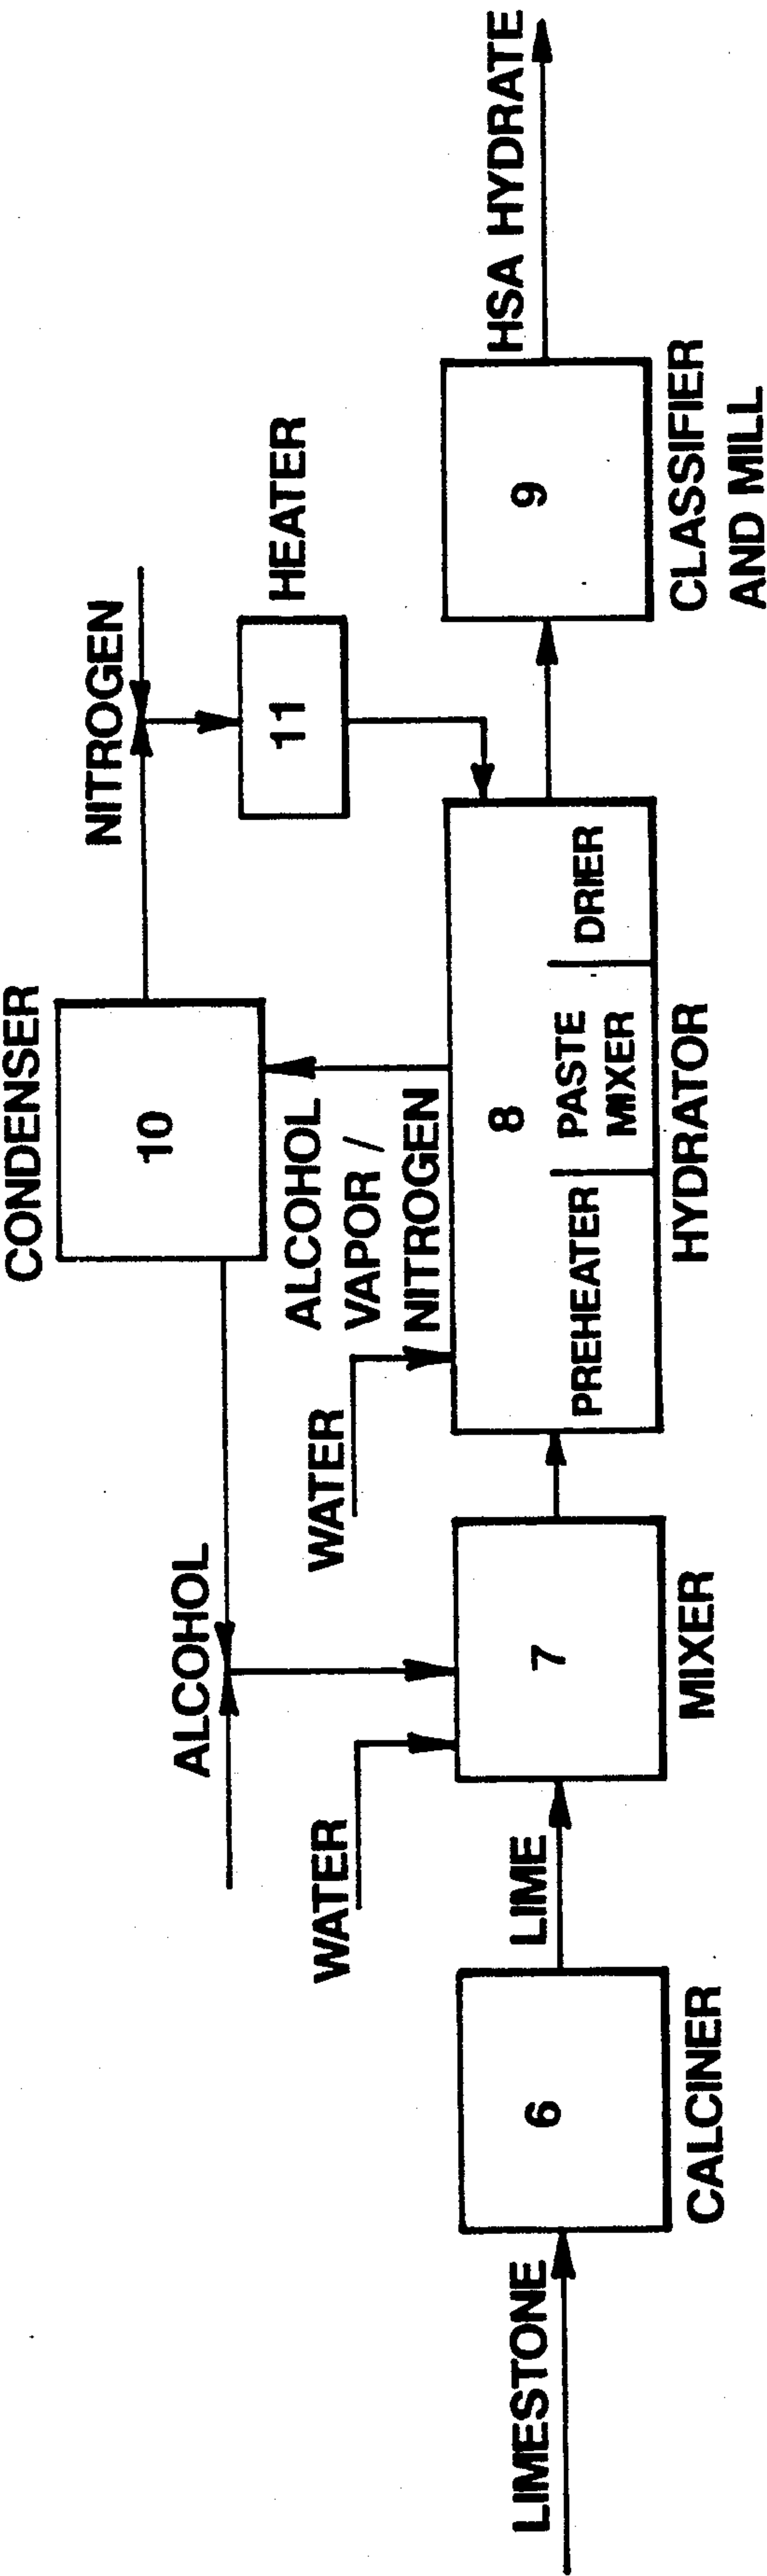 LIMESTONE
6
CALCINER
LIME
WATER
ALCOHOL
7
MIXER
WATER
ALCOHOL
VAPOR /
NITROGEN
CONDENSER
10
8
PREHEATER
PASTE
MIXER
DRIER
HYDRATOR
NITROGEN
11
HEATER
9
CLASSIFIER
AND MILL
HSA HYDRATE